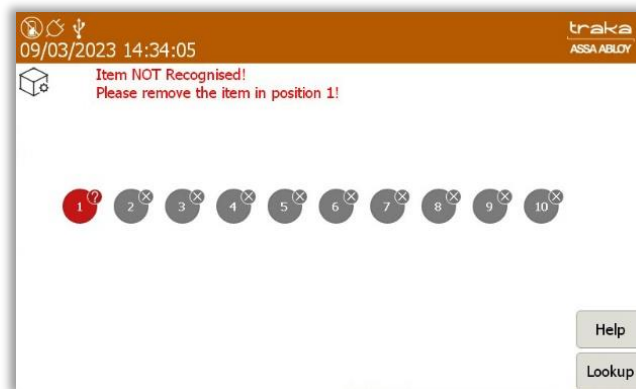 traka
09/03/2023 14:34:05
ASSA ABLOY
Item NOT Recognised!
Please remove the item in position 1!
1 ? 2 X 3 X 4 X 5 X 6 X 7 X 8 X 9 X 10 X
Help
Lookup